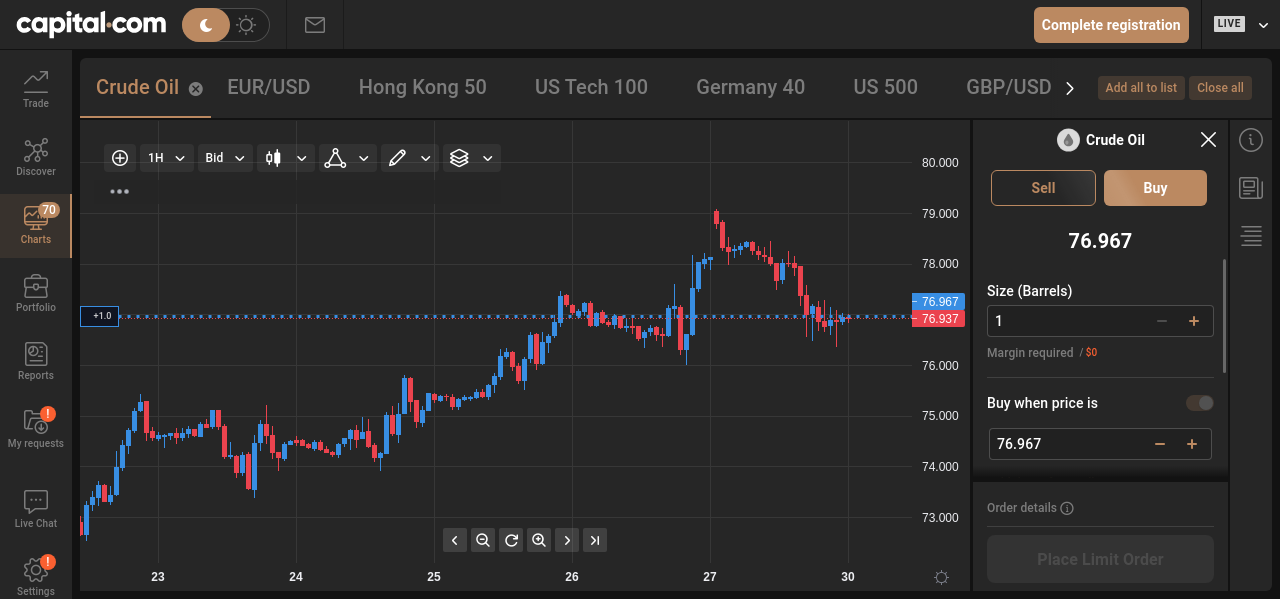 capital.com
Complete registration
LIVE
Trade
Discover
70
Charts
Portfolio
Reports
!
My requests
Live Chat
!
Settings
Crude Oil
EUR/USD
Hong Kong 50
US Tech 100
Germany 40
US 500
GBP/USD
Add all to list
Close all
1H
Bid
80.000
79.000
78.000
76.967
76.937
76.000
75.000
74.000
73.000
+1.0
23
24
25
26
27
30
Crude Oil
Sell
Buy
76.967
Size (Barrels)
1
Margin required / $0
Buy when price is
76.967
Order details
Place Limit Order